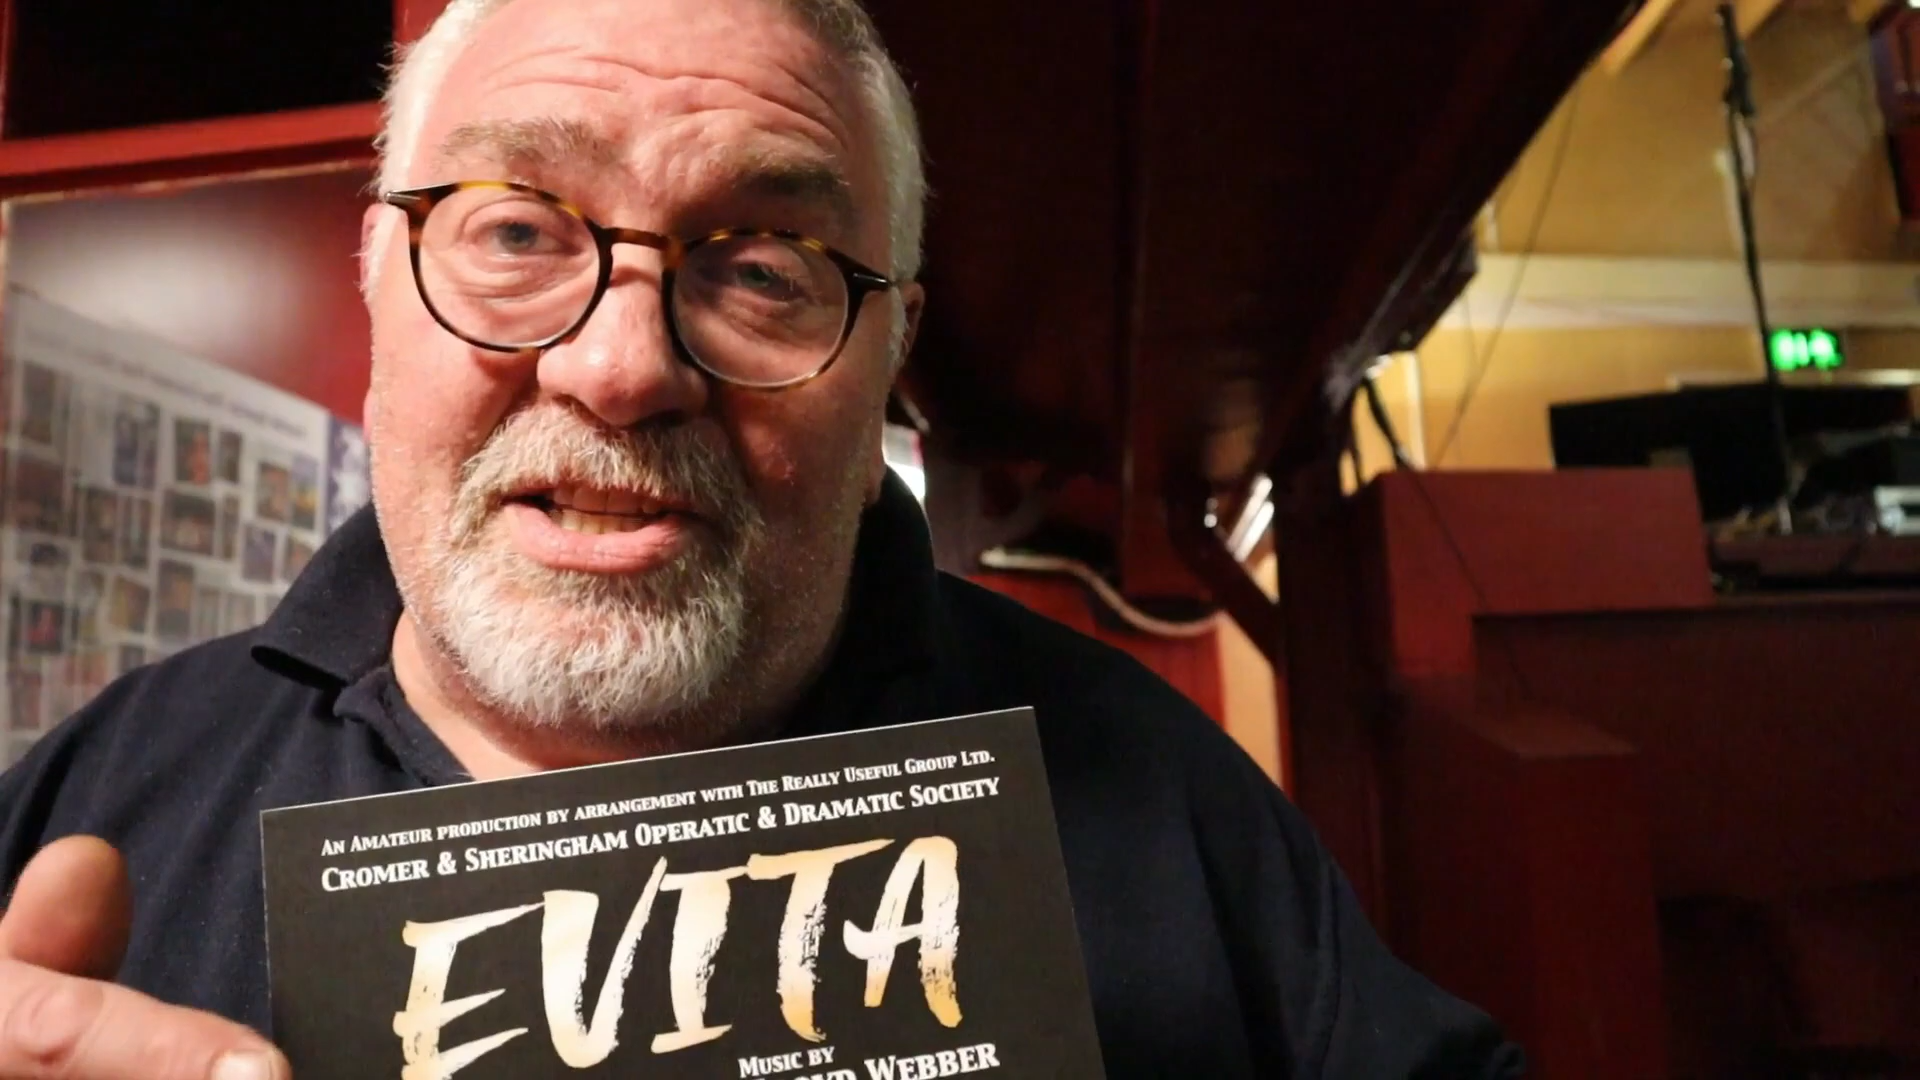 AN AMATEUR PRODUCTION BY ARRANGEMENT WITH THE REALLY USEFUL GROUP LTD.
CROMER & SHERINGHAM OPERATIC & DRAMATIC SOCIETY
EVITA
MUSIC BY
WEBBER